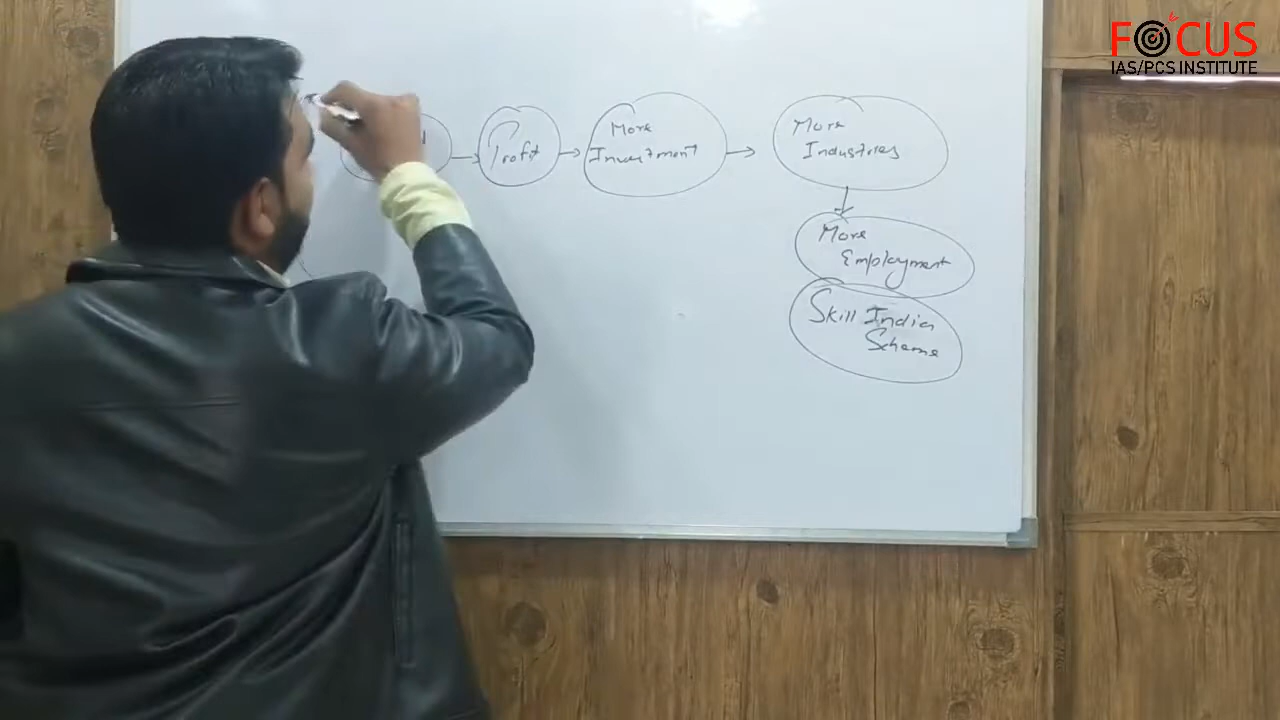 FOCUS
IAS/PCS INSTITUTE
Profit
More
Investment
More
Industries
More
Employment
Skill India
Scheme